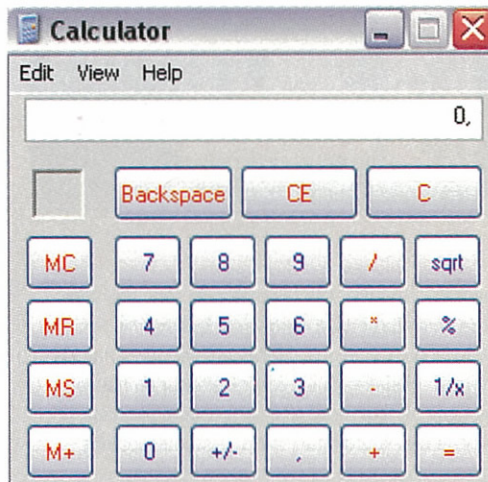 Calculator
Edit View Help
0,
Backspace CE C
MC 7 8 9 / sqrt
MR 4 5 6 * %
MS 1 2 3 - 1/x
M+ 0 +/- , + =